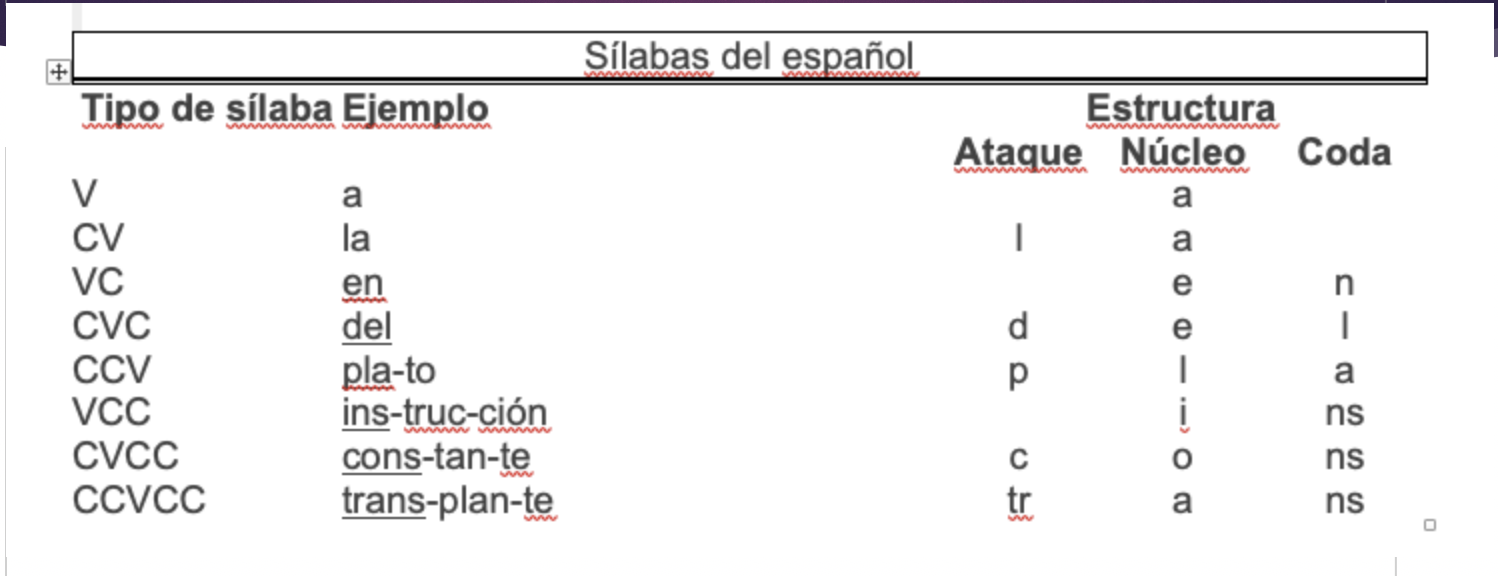 Sílabas del español
Tipo de sílaba Ejemplo Estructura
Ataque Núcleo Coda
V a a
CV la l a
VC en e n
CVC del d e l
CCV pla-to p l a
VCC ins-truc-ción i ns
CVCC cons-tan-te c o ns
CCVCC trans-plan-te tr a ns